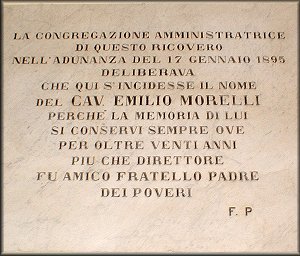 LA CONGREGAZIONE AMMINISTRATRICE
DI QUESTO RICOVERO
NELL'ADUNANZA DEL 17 GENNAIO 1895
DELIBERAVA
CHE QUI S'INCIDESSE IL NOME
DEL CAV. EMILIO MORELLI
PERCHÈ LA MEMORIA DI LUI
SI CONSERVI SEMPRE OVE
PER OLTRE VENTI ANNI
PIÙ CHE DIRETTORE
FU AMICO FRATELLO PADRE
DEI POVERI
F. P